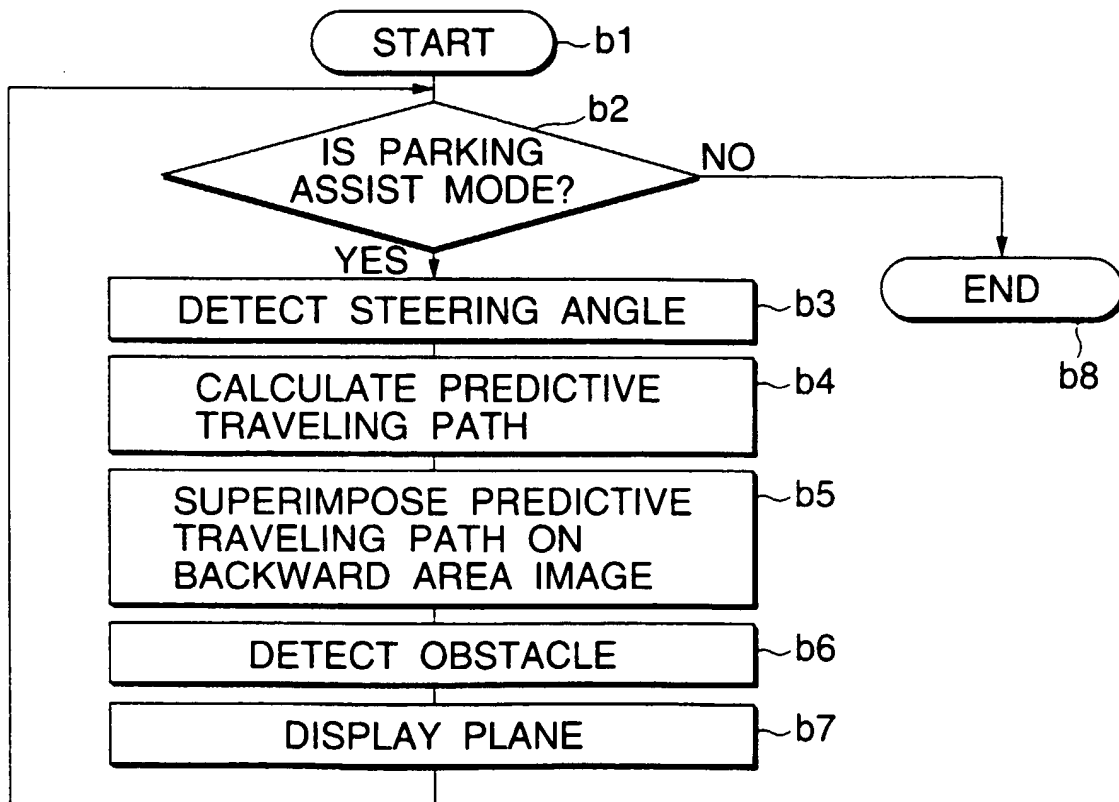 START
b1
b2
IS PARKING
ASSIST MODE?
NO
YES
END
b8
DETECT STEERING ANGLE
b3
CALCULATE PREDICTIVE
TRAVELING PATH
b4
SUPERIMPOSE PREDICTIVE
TRAVELING PATH ON
BACKWARD AREA IMAGE
b5
DETECT OBSTACLE
b6
DISPLAY PLANE
b7